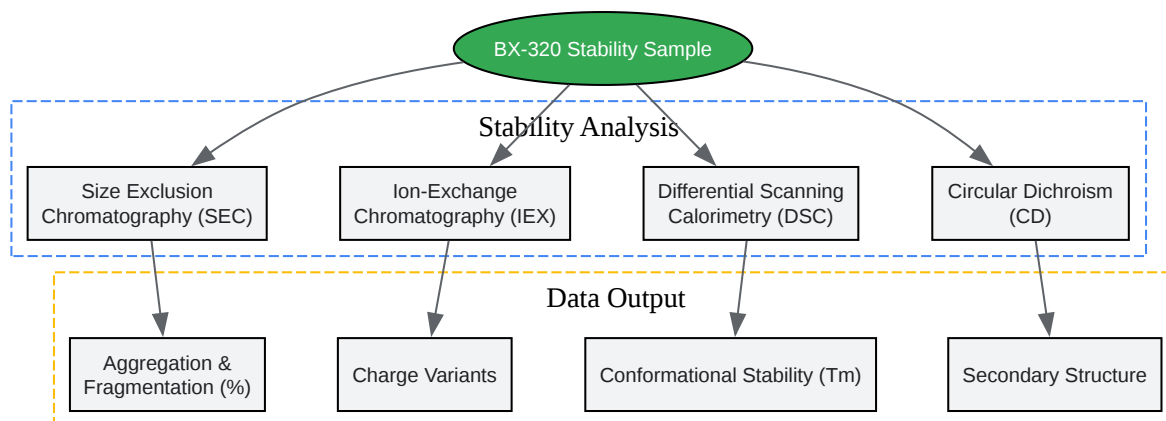 BX-320 Stability Sample
Stability Analysis
Size Exclusion
Chromatography (SEC)
Ion-Exchange
Chromatography (IEX)
Differential Scanning
Calorimetry (DSC)
Circular Dichroism
(CD)
Data Output
Aggregation &
Fragmentation (%)
Charge Variants
Conformational Stability (Tm)
Secondary Structure